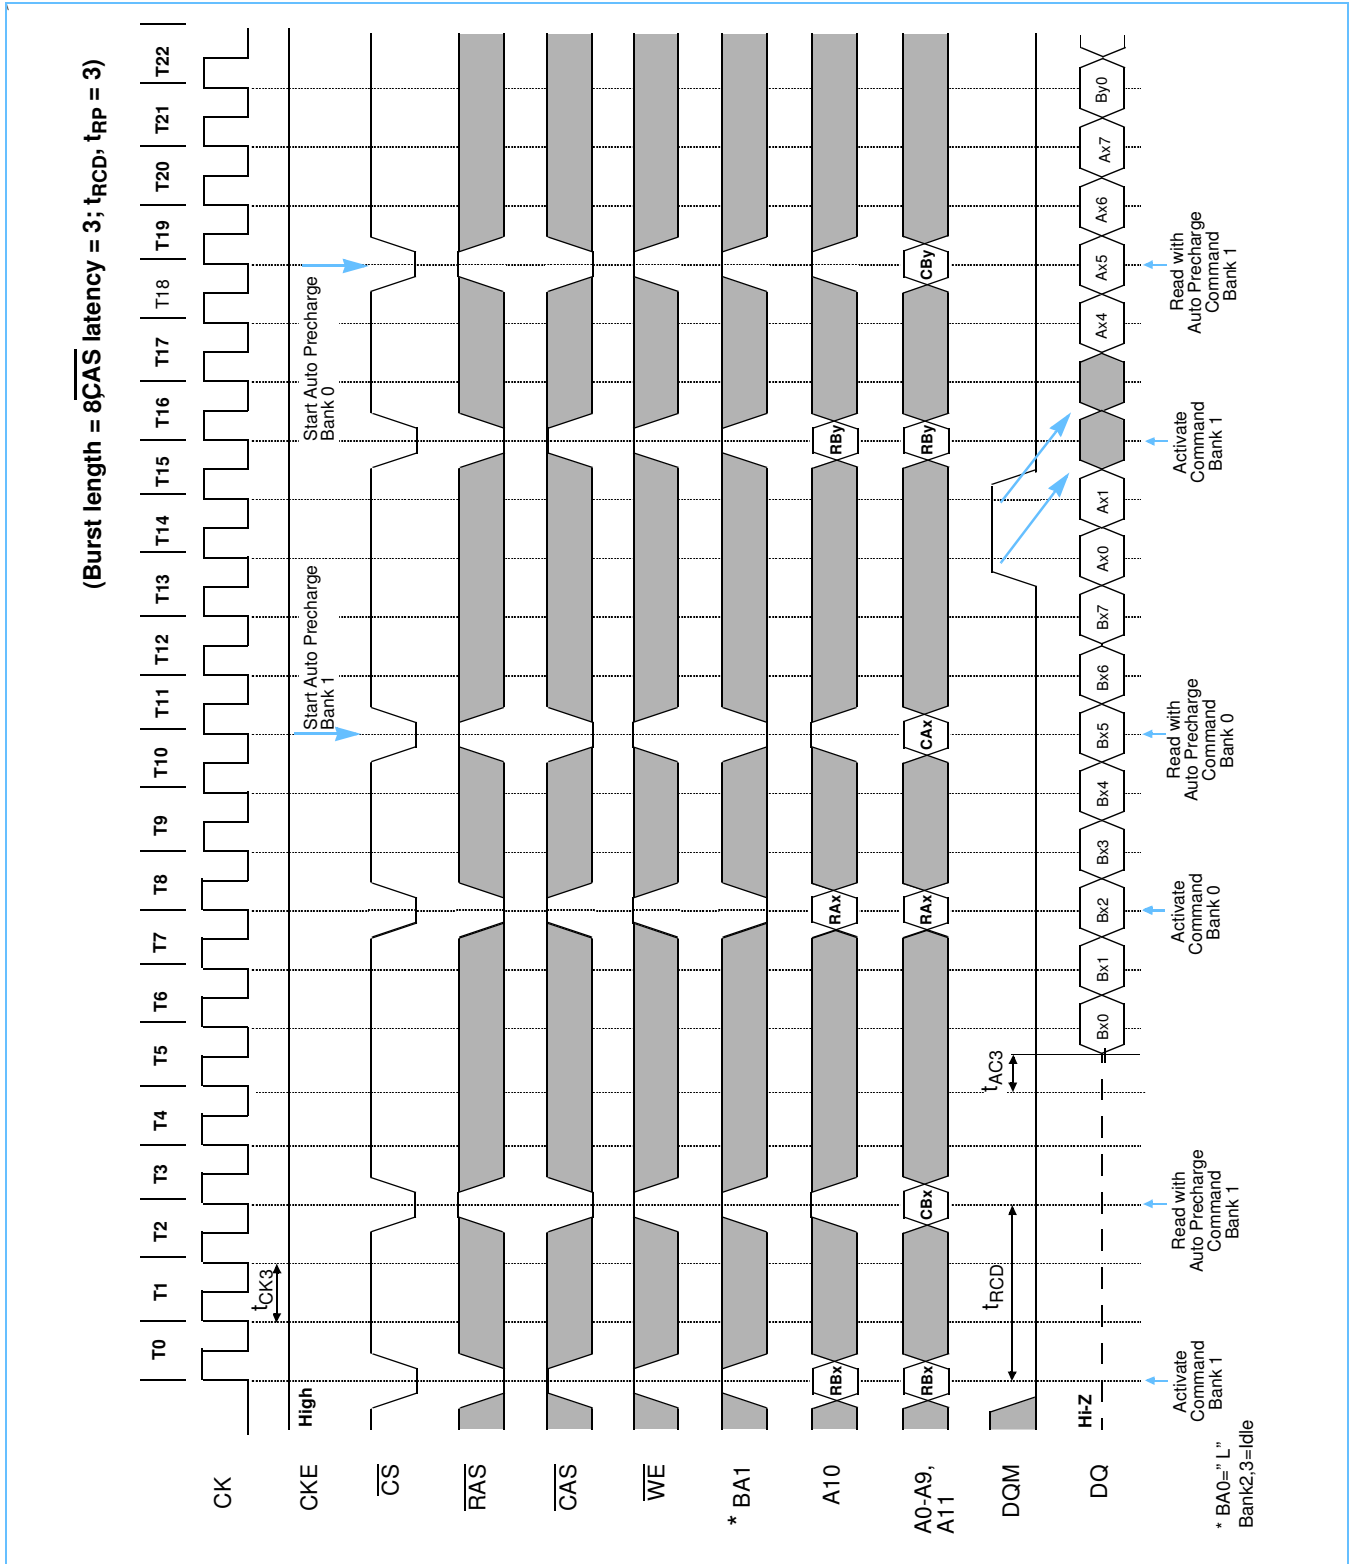 (Burst length = 8,CAS latency = 3; tRCD, tRP = 3)
T0 T1 T2 T3 T4 T5 T6 T7 T8 T9 T10 T11 T12 T13 T14 T15 T16 T17 T18 T19 T20 T21 T22
CK
tCK3
CKE
High
Start Auto Precharge
Bank 1
Start Auto Precharge
Bank 0
CS
RAS
CAS
WE
* BA1
A10
RBx RAx RBy
A0-A9,
A11
RBx CBx RAx CAx RBy CBy
DQM
tRCD
tAC3
DQ
Hi-Z
Bx0 Bx1 Bx2 Bx3 Bx4 Bx5 Bx6 Bx7 Ax0 Ax1 Ax4 Ax5 Ax6 Ax7 By0
Activate
Command
Bank 1
Read with
Auto Precharge
Command
Bank 1
Activate
Command
Bank 0
Read with
Auto Precharge
Command
Bank 0
Activate
Command
Bank 1
Read with
Auto Precharge
Command
Bank 1
* BA0=” L”
Bank2,3=Idle